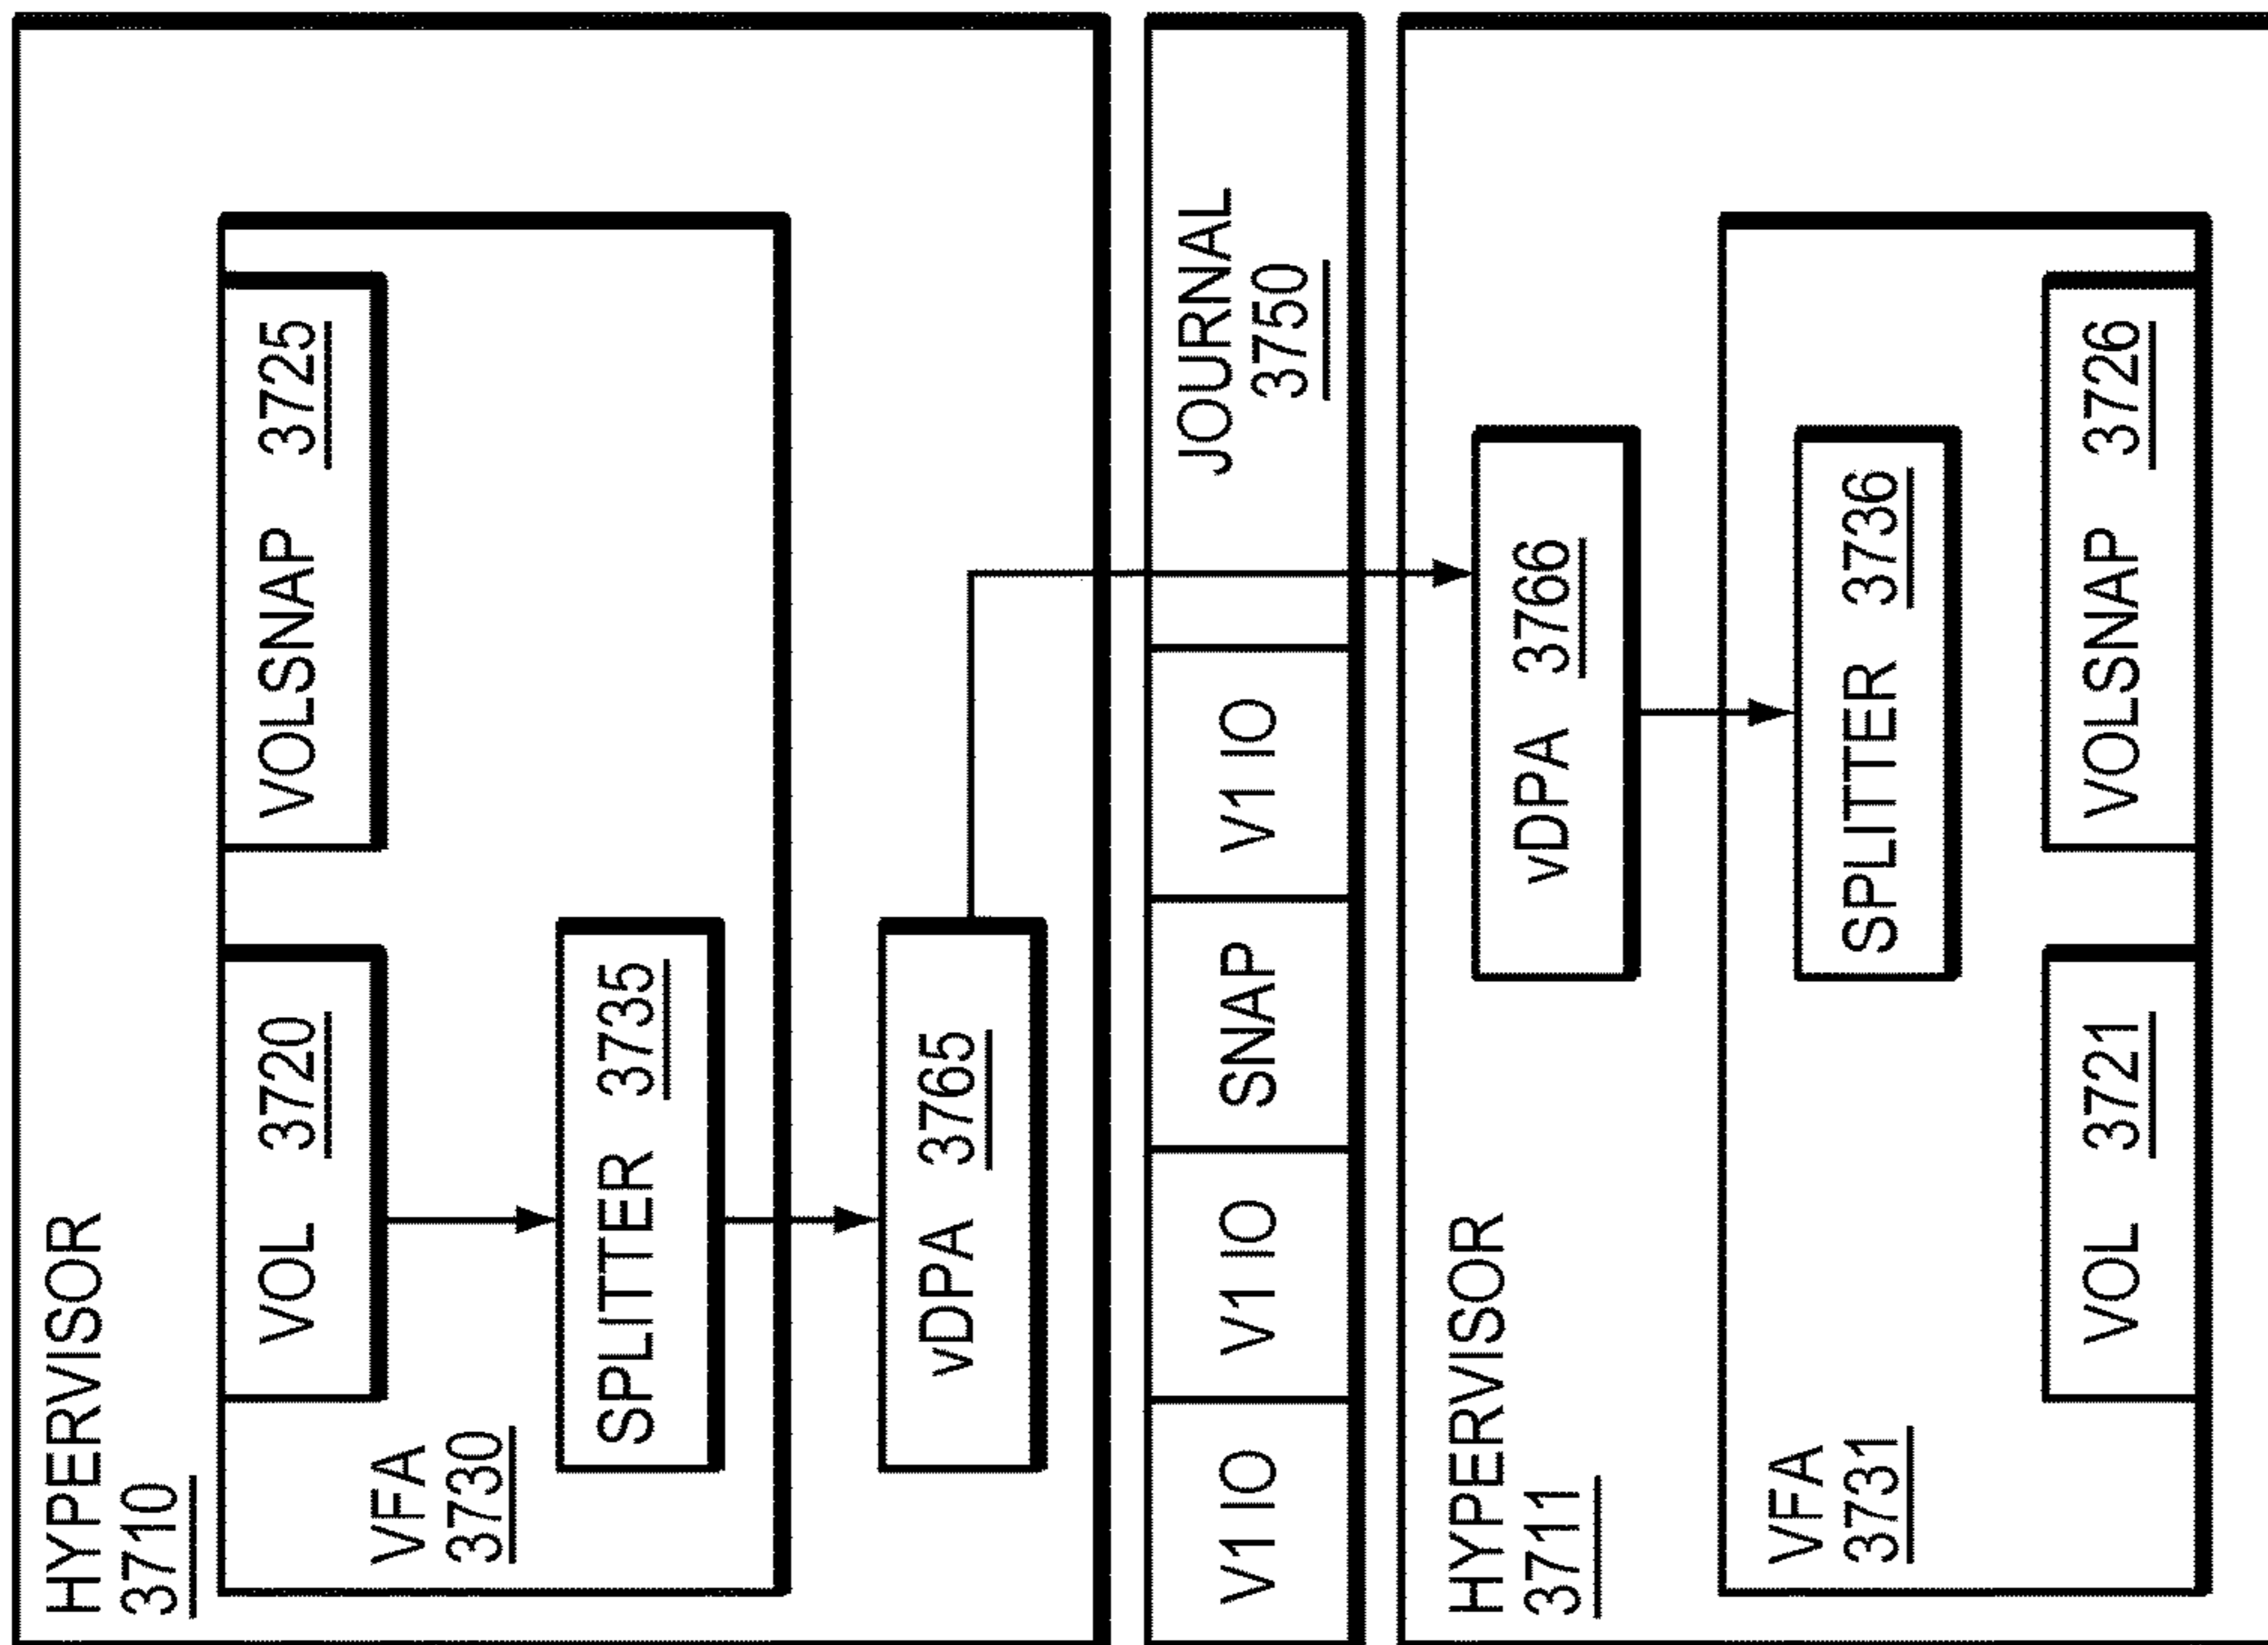 HYPERVISOR
3710
VOL 3720
VOLSNAP 3725
VFA
3730
SPLITTER 3735
vDPA 3765
V1 IO
V1 IO
SNAP
V1 IO
JOURNAL
3750
HYPERVISOR
3711
vDPA 3766
VFA
3731
SPLITTER 3736
VOL 3721
VOLSNAP 3726